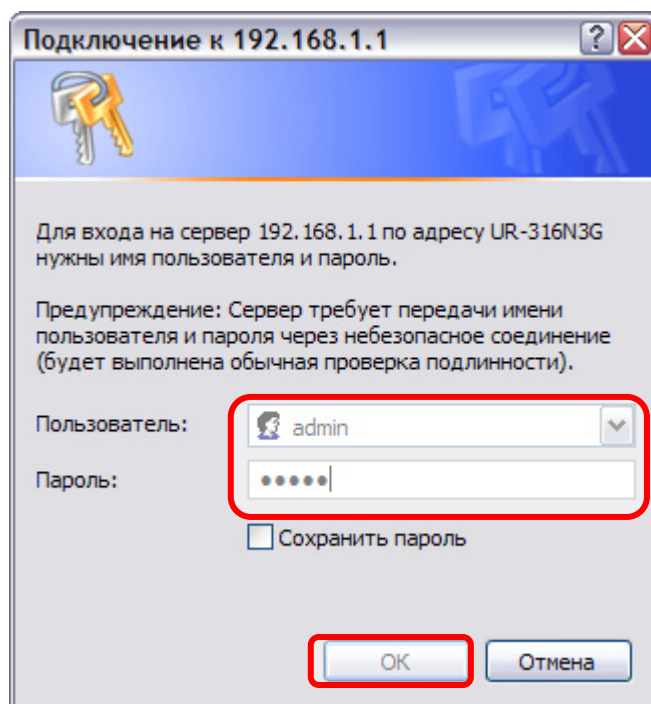 Подключение к 192.168.1.1
Для входа на сервер 192.168.1.1 по адресу UR-316N3G
нужны имя пользователя и пароль.
Предупреждение: Сервер требует передачи имени
пользователя и пароля через небезопасное соединение
(будет выполнена обычная проверка подлинности).
Пользователь:
admin
Пароль:
•••••
Сохранить пароль
ОК
Отмена